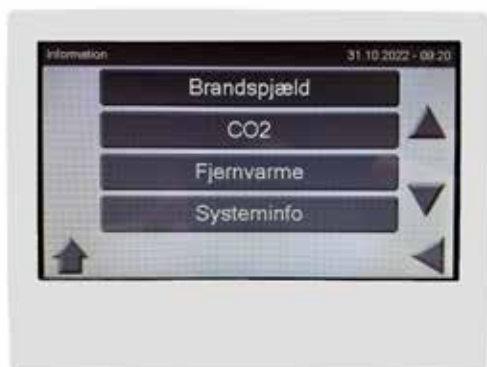 Information
31.10.2022 - 09:20
Brandspjæld
CO2
Fjernvarme
Systeminfo